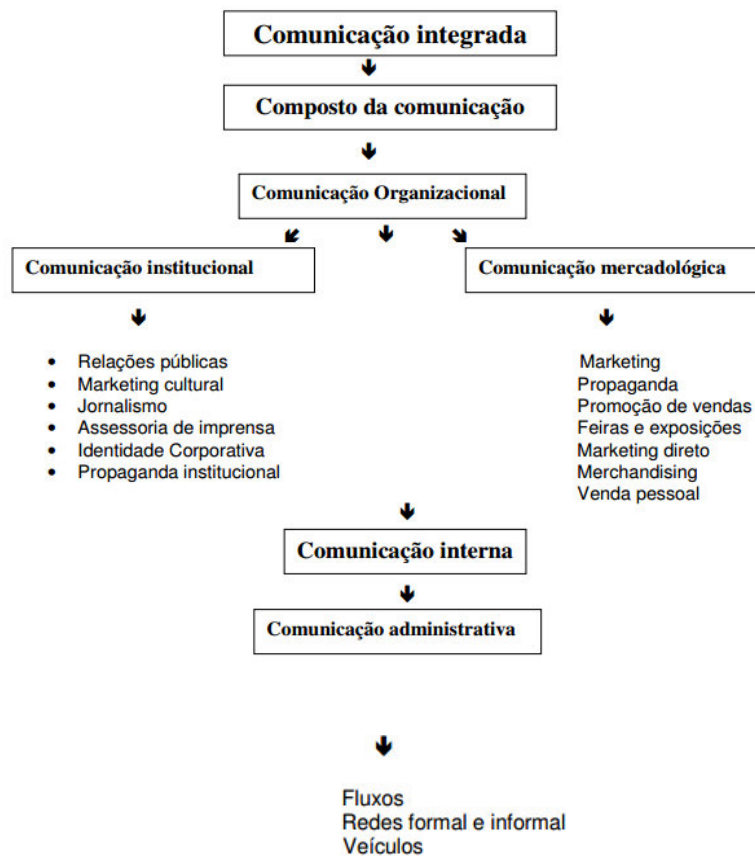 Comunicação integrada
Composto da comunicação
Comunicação Organizacional
Comunicação institucional
Comunicação mercadológica
• Relações públicas
• Marketing cultural
• Jornalismo
• Assessoria de imprensa
• Identidade Corporativa
• Propaganda institucional
Marketing
Propaganda
Promoção de vendas
Feiras e exposições
Marketing direto
Merchandising
Venda pessoal
Comunicação interna
Comunicação administrativa
Fluxos
Redes formal e informal
Veículos